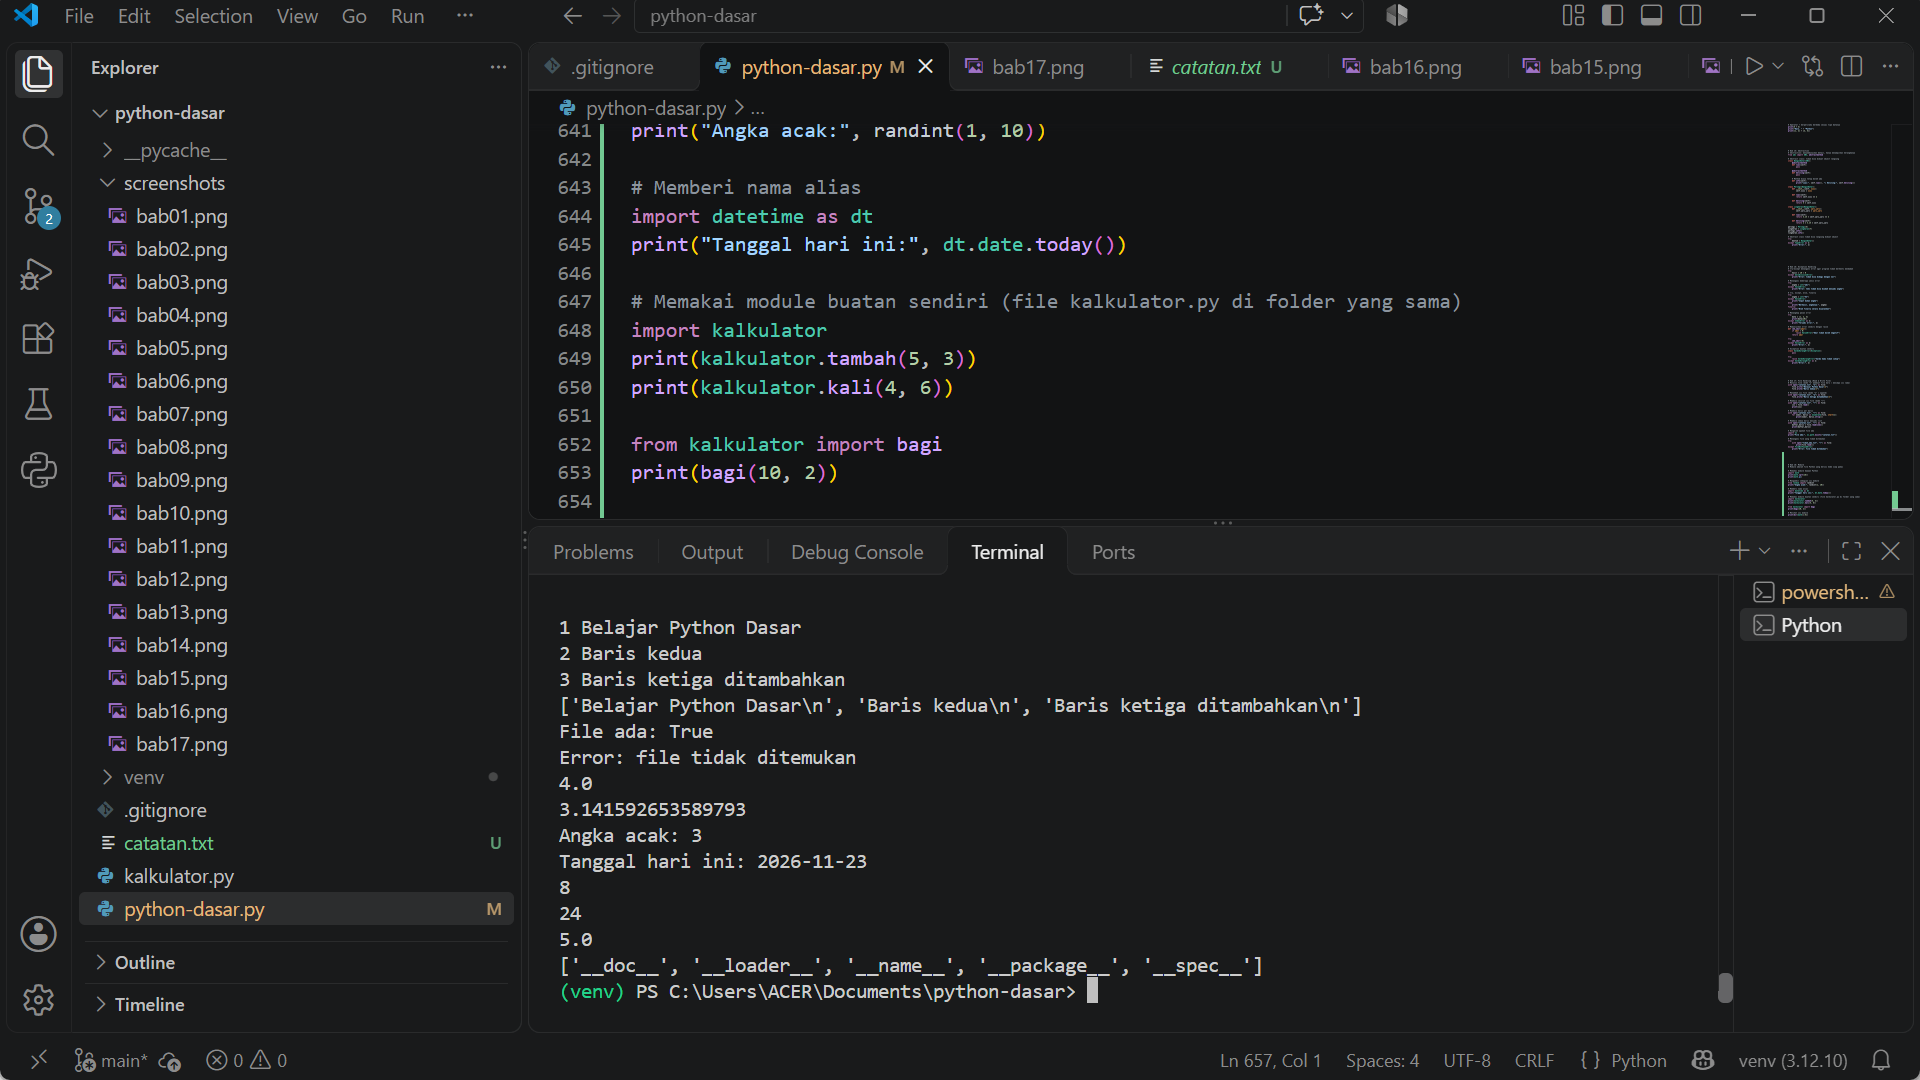 File Edit Selection View Go Run ···
python-dasar
Explorer
python-dasar
__pycache__
screenshots
bab01.png
bab02.png
bab03.png
bab04.png
bab05.png
bab06.png
bab07.png
bab08.png
bab09.png
bab10.png
bab11.png
bab12.png
bab13.png
bab14.png
bab15.png
bab16.png
bab17.png
venv
.gitignore
catatan.txt U
kalkulator.py
python-dasar.py M
Outline
Timeline
2
.gitignore
python-dasar.py M
bab17.png
catatan.txt U
bab16.png
bab15.png
python-dasar.py > ...
641 print("Angka acak:", randint(1, 10))
642
643 # Memberi nama alias
644 import datetime as dt
645 print("Tanggal hari ini:", dt.date.today())
646
647 # Memakai module buatan sendiri (file kalkulator.py di folder yang sama)
648 import kalkulator
649 print(kalkulator.tambah(5, 3))
650 print(kalkulator.kali(4, 6))
651
652 from kalkulator import bagi
653 print(bagi(10, 2))
654
Problems Output Debug Console Terminal Ports
powersh...
Python
1 Belajar Python Dasar
2 Baris kedua
3 Baris ketiga ditambahkan
['Belajar Python Dasar\n', 'Baris kedua\n', 'Baris ketiga ditambahkan\n']
File ada: True
Error: file tidak ditemukan
4.0
3.141592653589793
Angka acak: 3
Tanggal hari ini: 2026-11-23
8
24
5.0
['__doc__', '__loader__', '__name__', '__package__', '__spec__']
(venv) PS C:\Users\ACER\Documents\python-dasar>
main* 0 0
Ln 657, Col 1 Spaces: 4 UTF-8 CRLF { } Python venv (3.12.10)